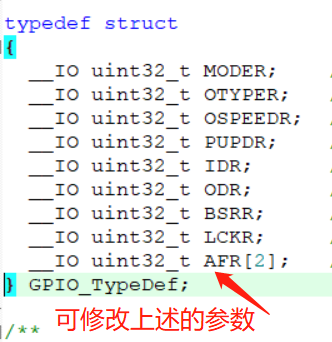 typedef struct
{
__IO uint32_t MODER;
__IO uint32_t OTYPER;
__IO uint32_t OSPEEDR;
__IO uint32_t PUPDR;
__IO uint32_t IDR;
__IO uint32_t ODR;
__IO uint32_t BSRR;
__IO uint32_t LCKR;
__IO uint32_t AFR[2];
} GPIO_TypeDef;
可修改上述的参数
/**